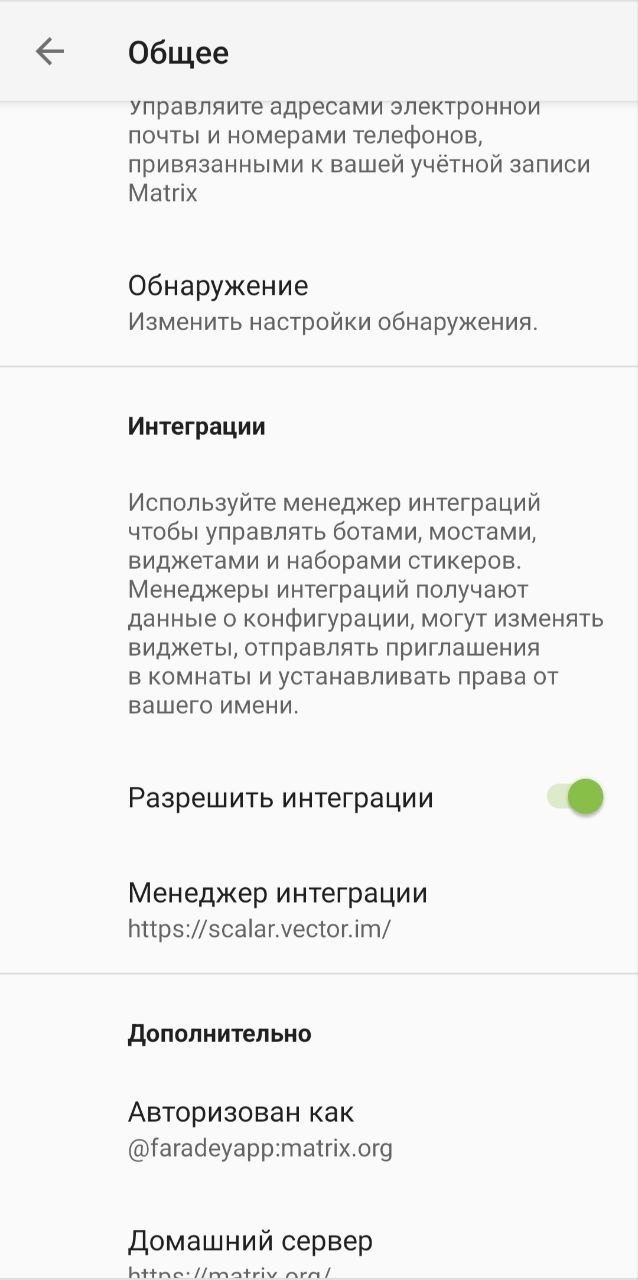 Общее
Управляйте адресами электронной
почты и номерами телефонов,
привязанными к вашей учётной записи
Matrix
Обнаружение
Изменить настройки обнаружения.
Интеграции
Используйте менеджер интеграций
чтобы управлять ботами, мостами,
виджетами и наборами стикеров.
Менеджеры интеграций получают
данные о конфигурации, могут изменять
виджеты, отправлять приглашения
в комнаты и устанавливать права от
вашего имени.
Разрешить интеграции
Менеджер интеграции
https://scalar.vector.im/
Дополнительно
Авторизован как
@faradeyapp:matrix.org
Домашний сервер
https://matrix.org/